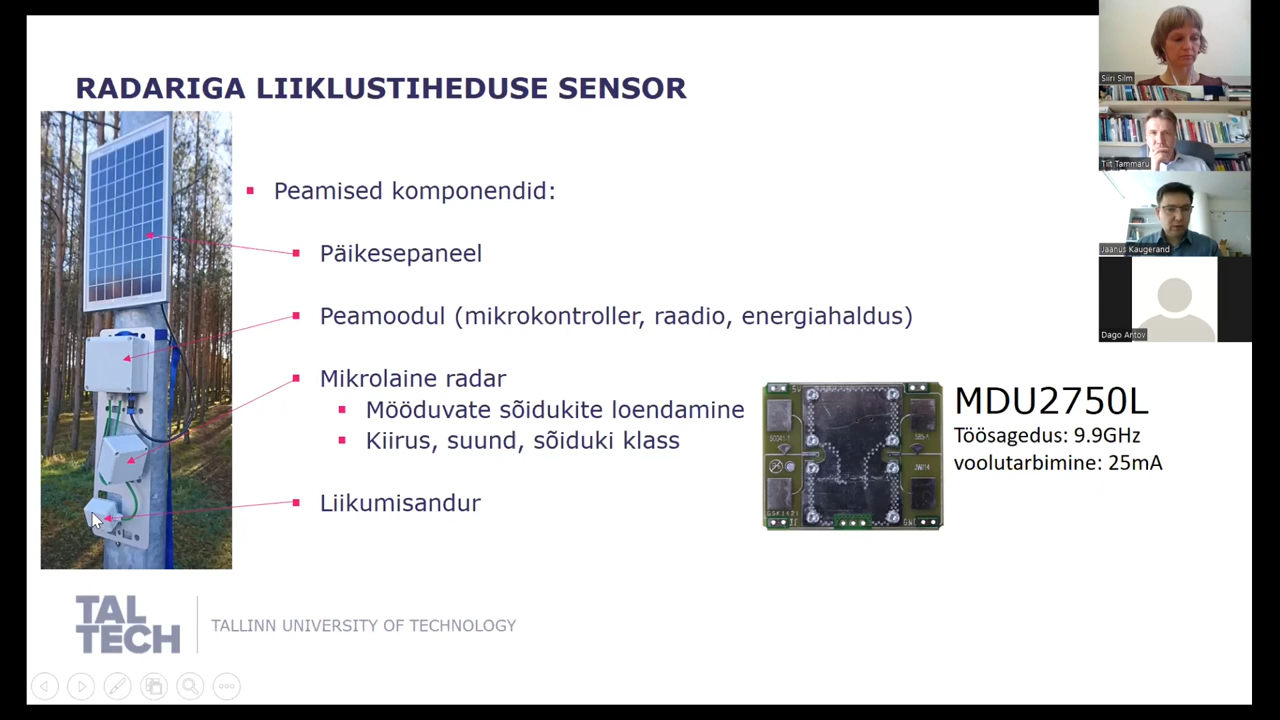 RADARIGA LIIKLUSTIHEDUSE SENSOR
Peamised komponendid:
Päikesepaneel
Peamoodul (mikrokontroller, raadio, energiahaldus)
Mikrolaine radar
Mööduvate sõidukite loendamine
Kiirus, suund, sõiduki klass
Liikumisandur
MDU2750L
Töösagedus: 9.9GHz
voolutarbimine: 25mA
TAL
TECH
TALLINN UNIVERSITY OF TECHNOLOGY
Siiri Silm
Tiit Tammaru
Jaanus Kaugerand
Dago Antov